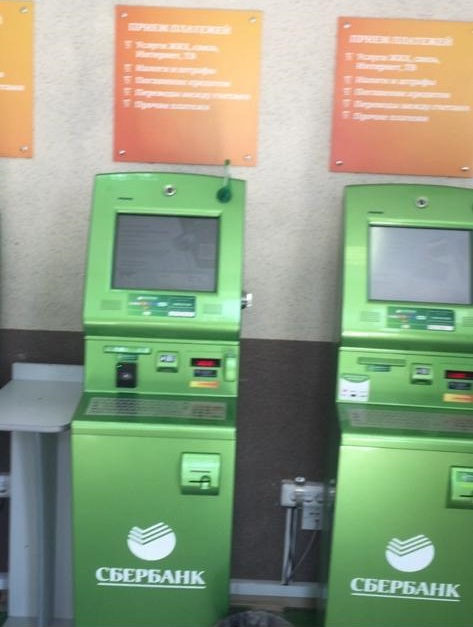 ПРИЕМ ПЛАТЕЖЕЙ
Услуги ЖКХ, связь,
Интернет, ТВ
Налоги и штрафы
Погашение кредитов
Переводы между счетами
Прочие платежи
ПРИЕМ ПЛАТЕЖЕЙ
Услуги ЖКХ, связь,
Интернет, ТВ
Налоги и штрафы
Погашение кредитов
Переводы между счетами
Прочие платежи
СБЕРБАНК
СБЕРБАНК